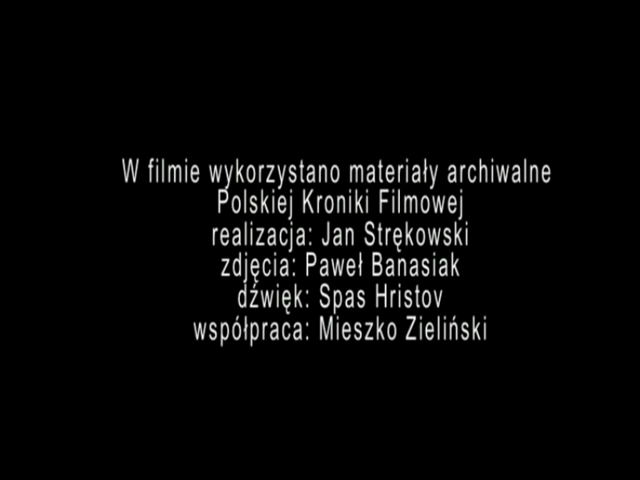 W filmie wykorzystano materiały archiwalne
Polskiej Kroniki Filmowej
realizacja: Jan Strękowski
zdjęcia: Paweł Banasiak
dźwięk: Spas Hristov
współpraca: Mieszko Zieliński